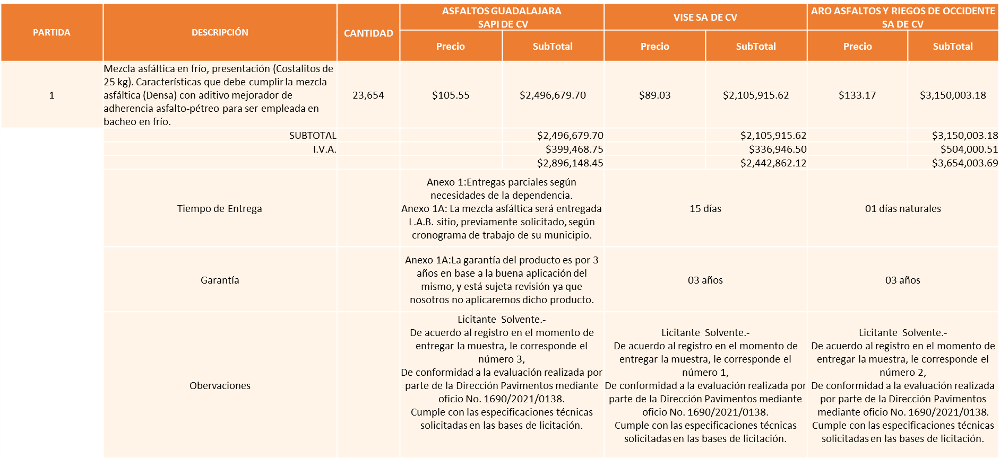 PARTIDA
DESCRIPCIÓN
CANTIDAD
ASFALTOS GUADALAJARA
SAPI DE CV
VISE SA DE CV
ARO ASFALTOS Y RIEGOS DE OCCIDENTE
SA DE CV
Precio
SubTotal
Precio
SubTotal
Precio
SubTotal
1
Mezcla asfáltica en frío, presentación (Costalitos de
25 kg). Características que debe cumplir la mezcla
asfáltica (Densa) con aditivo mejorador de
adherencia asfalto-pétreo para ser empleada en
bacheo en frío.
23,654
$105.55
$2,496,679.70
$89.03
$2,105,915.62
$133.17
$3,150,003.18
SUBTOTAL
$2,496,679.70
$2,105,915.62
$3,150,003.18
I.V.A.
$399,468.75
$336,946.50
$504,000.51
$2,896,148.45
$2,442,862.12
$3,654,003.69
Tiempo de Entrega
Anexo 1:Entregas parciales según
necesidades de la dependencia.
Anexo 1A: La mezcla asfáltica será entregada
L.A.B. sitio, previamente solicitado, según
cronograma de trabajo de su municipio.
15 días
01 días naturales
Garantía
Anexo 1A:La garantía del producto es por 3
años en base a la buena aplicación del
mismo, y está sujeta revisión ya que
nosotros no aplicaremos dicho producto.
03 años
03 años
Obervaciones
Licitante Solvente.-
De acuerdo al registro en el momento de
entregar la muestra, le corresponde el
número 3,
De conformidad a la evaluación realizada por
parte de la Dirección Pavimentos mediante
oficio No. 1690/2021/0138.
Cumple con las especificaciones técnicas
solicitadas en las bases de licitación.
Licitante Solvente.-
De acuerdo al registro en el momento de
entregar la muestra, le corresponde el
número 1,
De conformidad a la evaluación realizada por
parte de la Dirección Pavimentos mediante
oficio No. 1690/2021/0138.
Cumple con las especificaciones técnicas
solicitadas en las bases de licitación.
Licitante Solvente.-
De acuerdo al registro en el momento de
entregar la muestra, le corresponde el
número 2,
De conformidad a la evaluación realizada
por parte de la Dirección Pavimentos
mediante oficio No. 1690/2021/0138.
Cumple con las especificaciones técnicas
solicitadas en las bases de licitación.